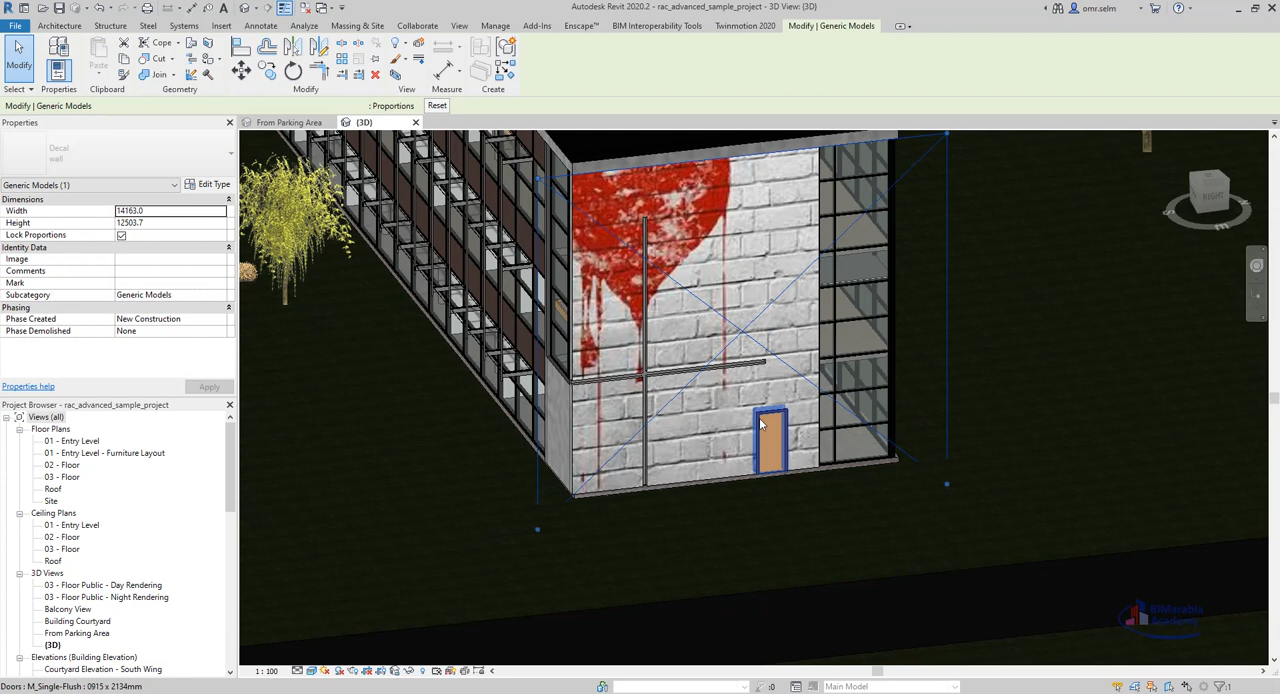 Autodesk Revit 2020.2 - rac_advanced_sample_project - 3D View: {3D}
omr.selm
File Architecture Structure Steel Systems Insert Annotate Analyze Massing & Site Collaborate View Manage Add-Ins Enscape™ BIM Interoperability Tools Twinmotion 2020 Modify | Generic Models
Modify
Paste
Cope
Cut
Join
Select Properties Clipboard Geometry Modify View Measure Create
Modify | Generic Models : Proportions Reset
Properties
From Parking Area
{3D}
Decal
wall
Generic Models (1) Edit Type
Dimensions
Width 14163.0
Height 12503.7
Lock Proportions
Identity Data
Image
Comments
Mark
Subcategory Generic Models
Phasing
Phase Created New Construction
Phase Demolished None
Properties help Apply
Project Browser - rac_advanced_sample_project
Views (all)
Floor Plans
01 - Entry Level
01 - Entry Level - Furniture Layout
02 - Floor
03 - Floor
Roof
Site
Ceiling Plans
01 - Entry Level
02 - Floor
03 - Floor
Roof
3D Views
03 - Floor Public - Day Rendering
03 - Floor Public - Night Rendering
Balcony View
Building Courtyard
From Parking Area
{3D}
Elevations (Building Elevation)
Courtyard Elevation - South Wing
RIGHT
BIMarabia
Academy
1 : 100
Doors : M_Single-Flush : 0915 x 2134mm
:0
Main Model
:1